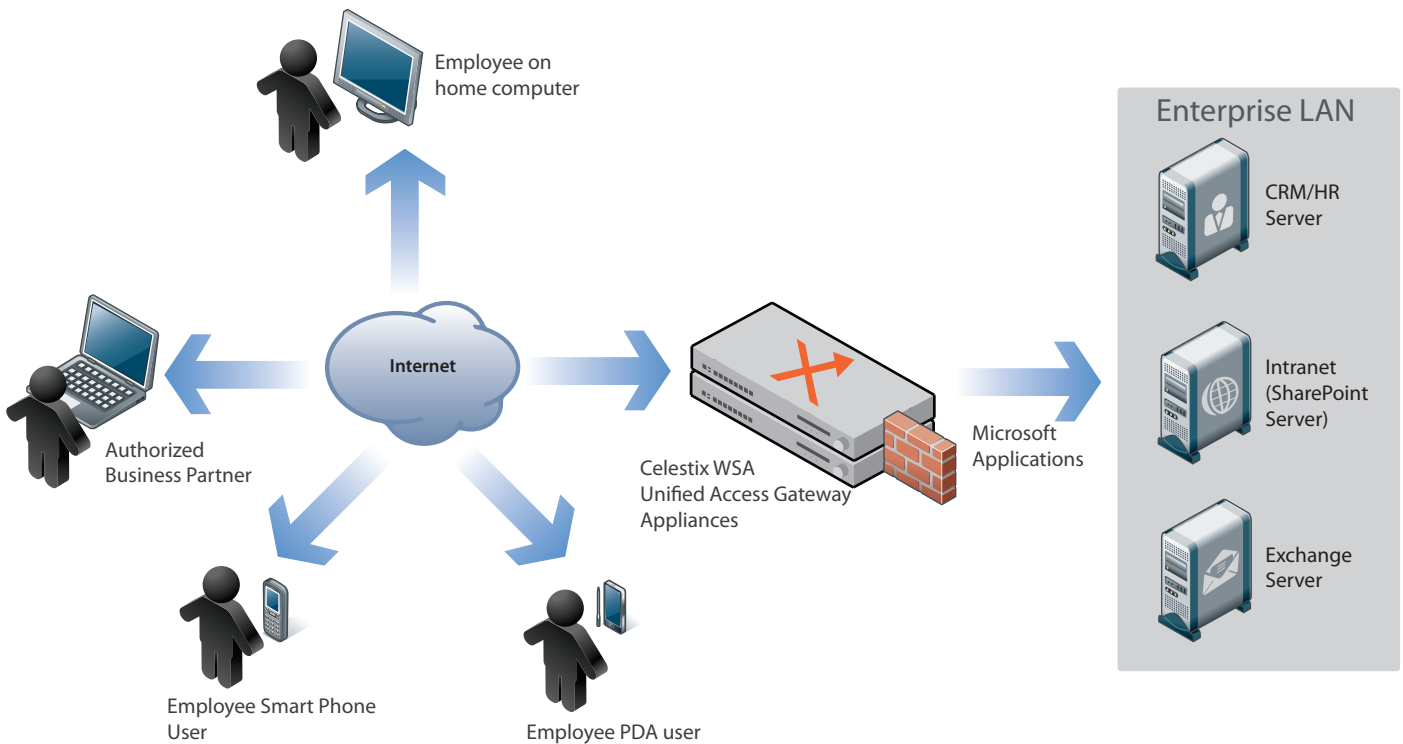 Employee on
home computer
Enterprise LAN
CRM/HR
Server
Internet
Intranet
(SharePoint
Server)
Authorized
Business Partner
Microsoft
Applications
Celestix WSA
Unified Access Gateway
Appliances
Exchange
Server
Employee Smart Phone
User
Employee PDA user